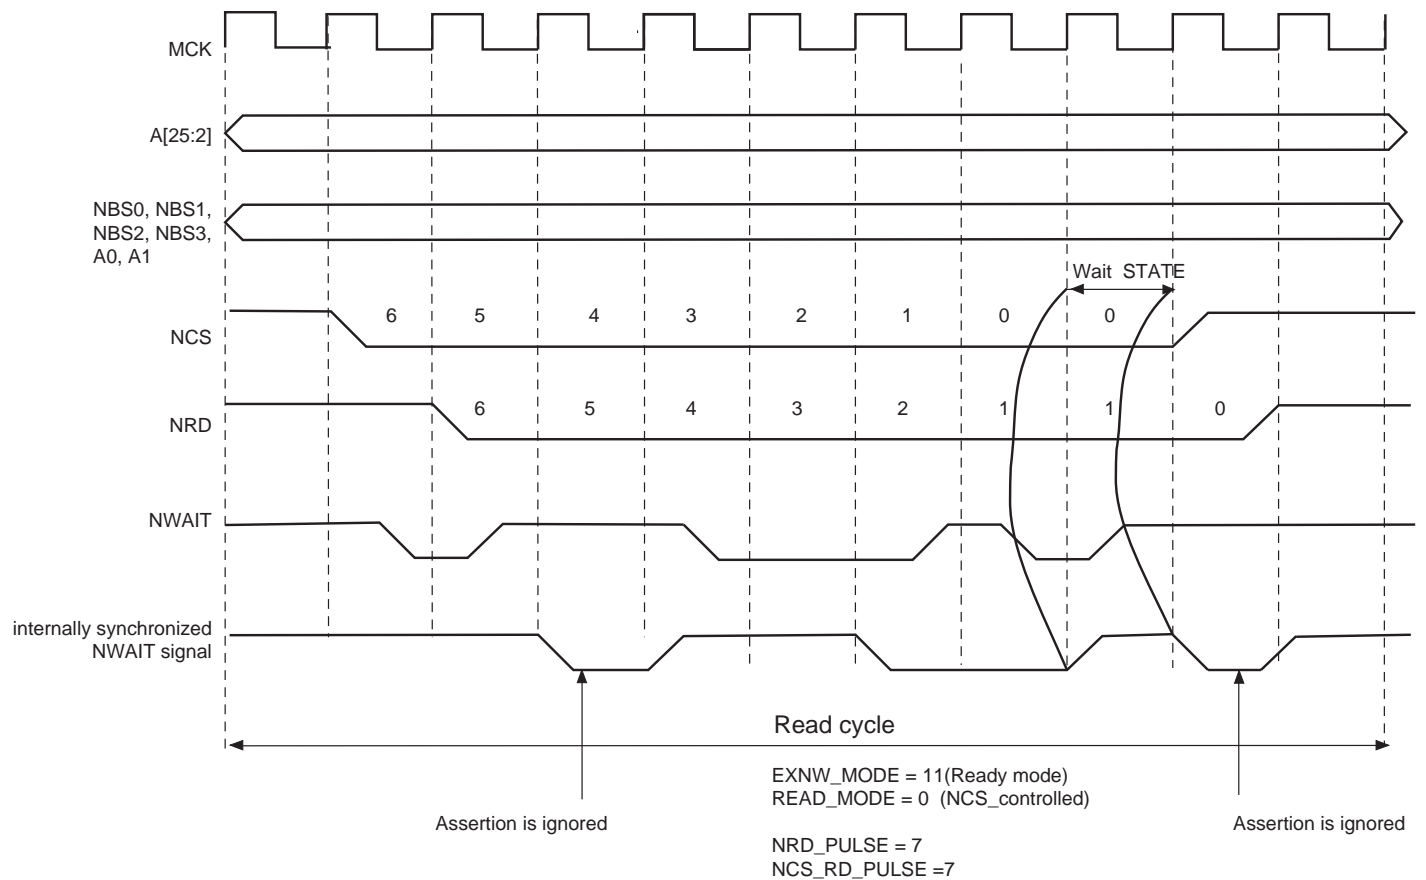 MCK
A[25:2]
NBS0, NBS1,
NBS2, NBS3,
A0, A1
Wait STATE
NCS
6 5 4 3 2 1 0 0
NRD
6 5 4 3 2 1 1 0
NWAIT
internally synchronized
NWAIT signal
Read cycle
EXNW_MODE = 11(Ready mode)
READ_MODE = 0 (NCS_controlled)
Assertion is ignored
Assertion is ignored
NRD_PULSE = 7
NCS_RD_PULSE =7